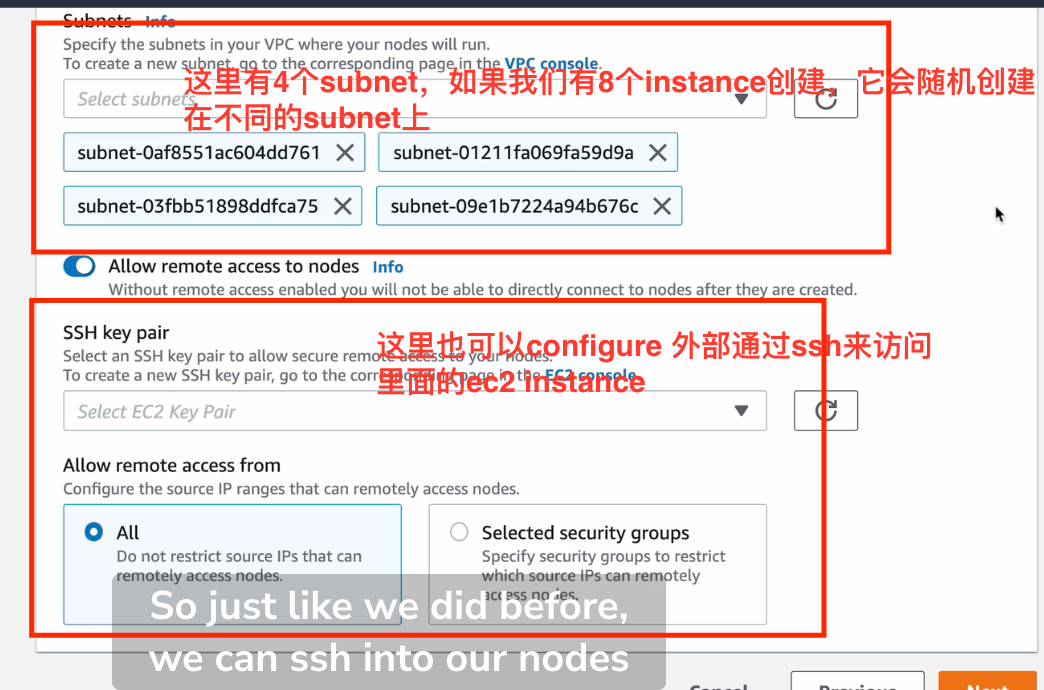 Subnets Info
Specify the subnets in your VPC where your nodes will run.
To create a new subnet, go to the corresponding page in the VPC console.
这里有4个subnet，如果我们有8个instance创建，它会随机创建
在不同的subnet上
Select subnets
subnet-0af8551ac604dd761
subnet-01211fa069fa59d9a
subnet-03fbb51898ddfca75
subnet-09e1b7224a94b676c
Allow remote access to nodes Info
Without remote access enabled you will not be able to directly connect to nodes after they are created.
SSH key pair
这里也可以configure 外部通过ssh来访问
里面的ec2 instance
Select an SSH key pair to allow secure remote access to your nodes.
To create a new SSH key pair, go to the corresponding page in the EC2 console.
Select EC2 Key Pair
Allow remote access from
Configure the source IP ranges that can remotely access nodes.
All
Do not restrict source IPs that can
remotely access nodes.
Selected security groups
Specify security groups to restrict
which source IPs can remotely
access nodes.
So just like we did before,
we can ssh into our nodes
Cancel
Previous
Next